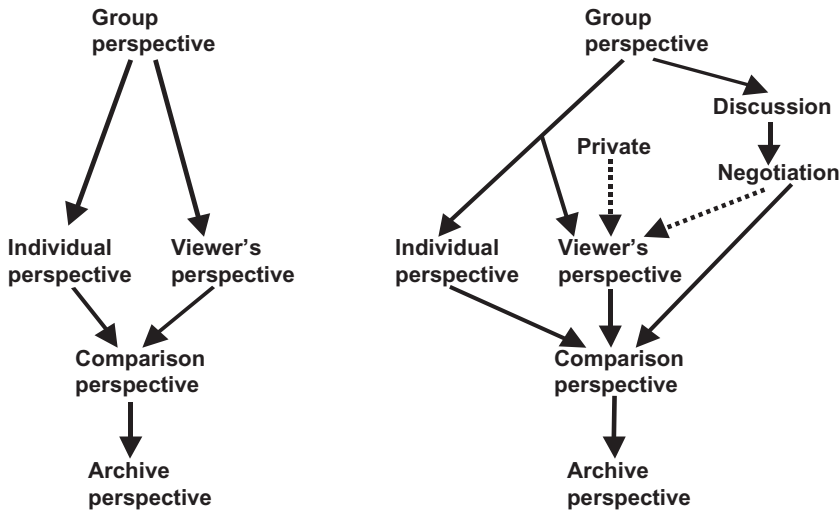 Group
perspective
Individual
perspective
Viewer's
perspective
Comparison
perspective
Archive
perspective
Group
perspective
Discussion
Private
Negotiation
Individual
perspective
Viewer's
perspective
Comparison
perspective
Archive
perspective